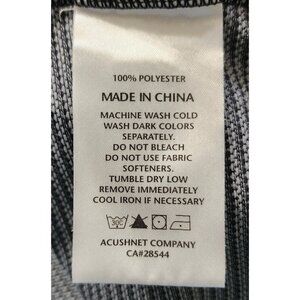 100% POLYESTER
MADE IN CHINA
MACHINE WASH COLD
WASH DARK COLORS
SEPARATELY.
DO NOT BLEACH
DO NOT USE FABRIC
SOFTENERS.
TUMBLE DRY LOW
REMOVE IMMEDIATELY
COOL IRON IF NECESSARY
ACUSHNET COMPANY
CA#28544